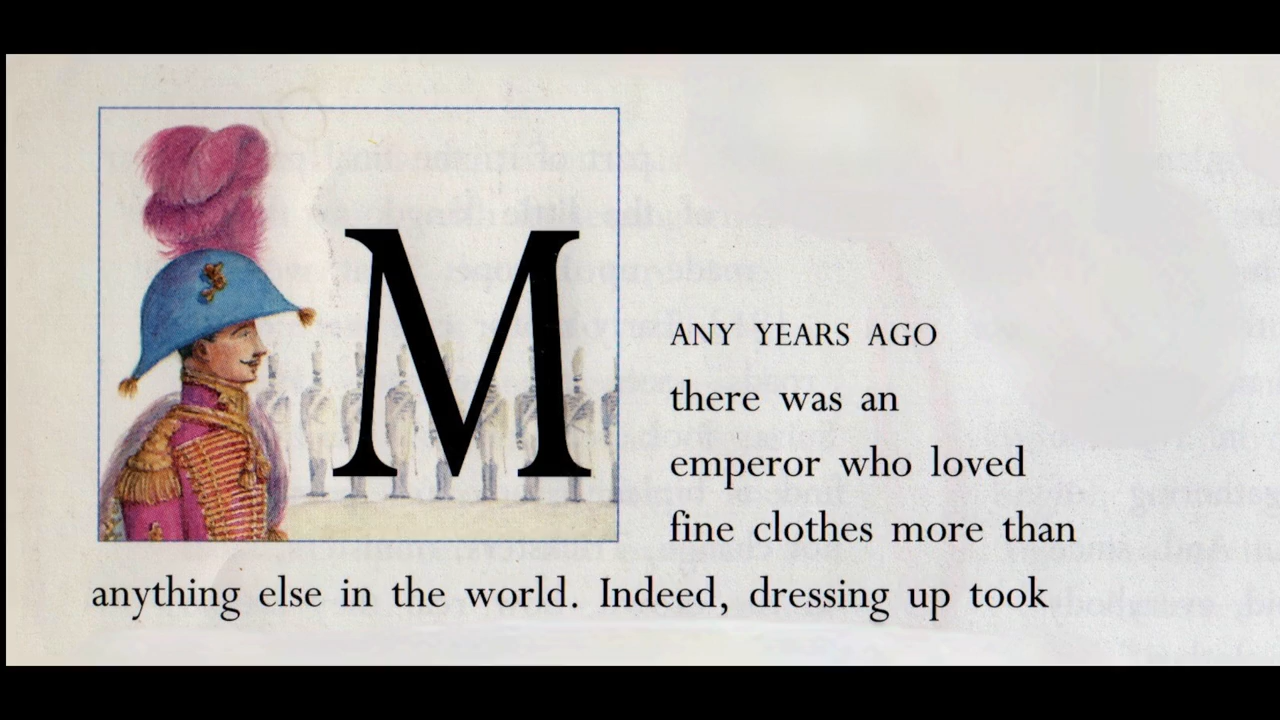 MANY YEARS AGO
there was an
emperor who loved
fine clothes more than
anything else in the world. Indeed, dressing up took